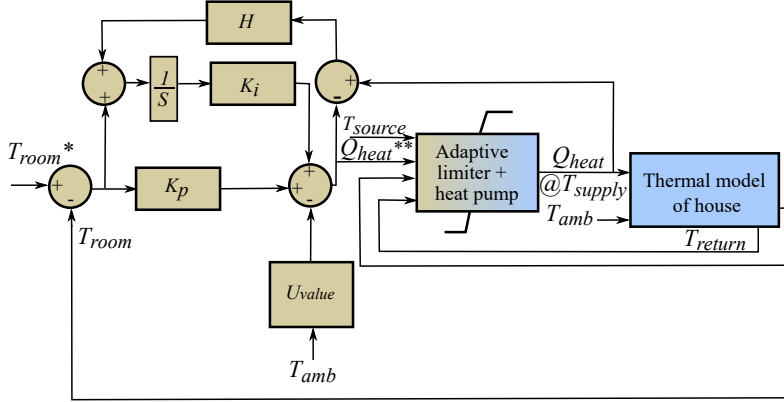 H
+
+
1
S
K_i
+
-
T_source
Q_heat**
Adaptive
limiter +
heat pump
Q_heat
@T_supply
T_amb
Thermal model
of house
T_return
T_room*
+
-
T_room
K_p
+
+
-
U_value
T_amb